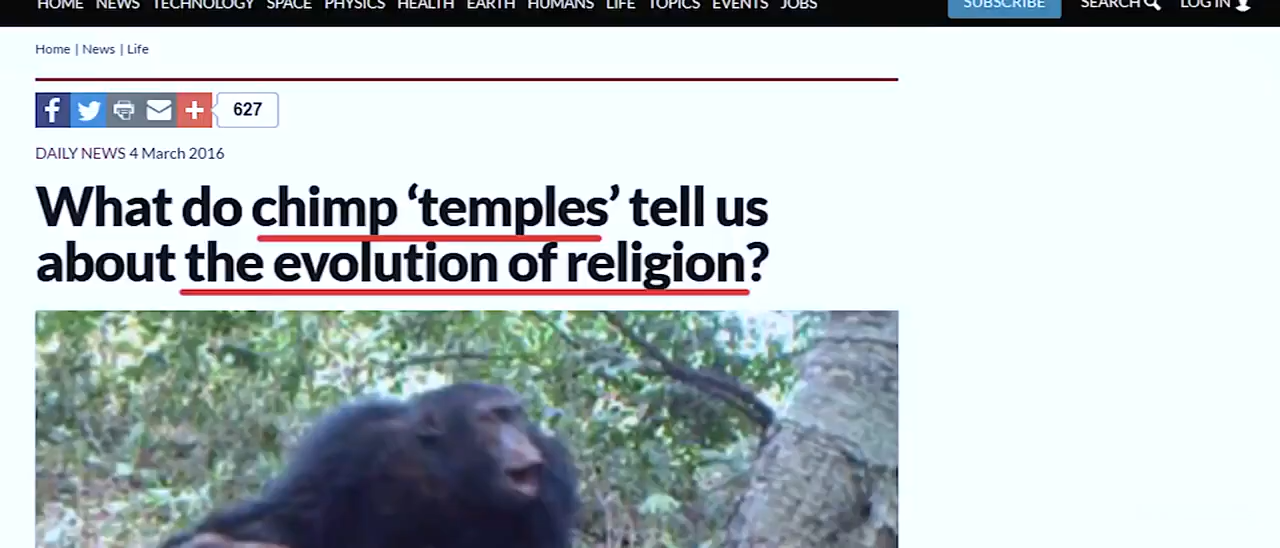 HOME NEWS TECHNOLOGY SPACE PHYSICS HEALTH EARTH HUMANS LIFE TOPICS EVENTS JOBS SUBSCRIBE SEARCH LOG IN
Home | News | Life
627
DAILY NEWS 4 March 2016
What do chimp ‘temples’ tell us
about the evolution of religion?